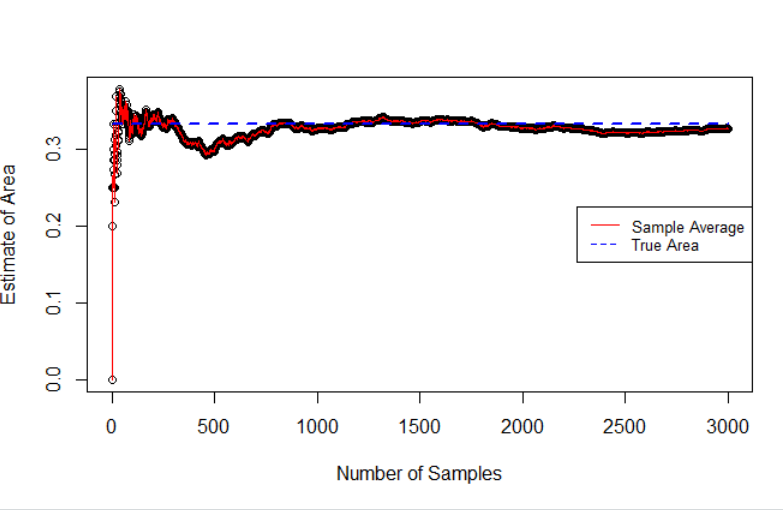 Estimate of Area
0.3
0.2
0.1
0.0
Sample Average
True Area
0 500 1000 1500 2000 2500 3000
Number of Samples